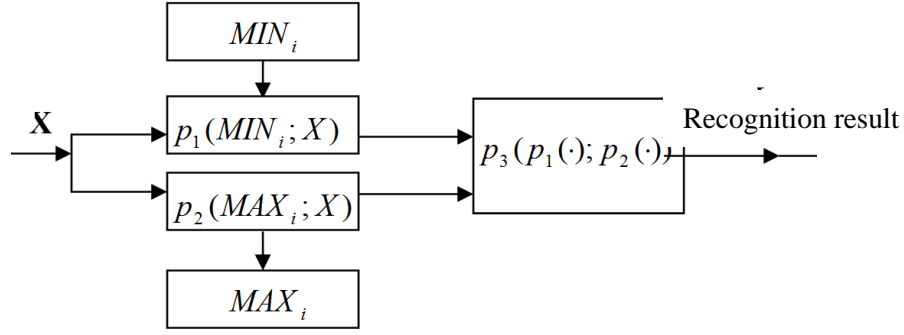 MIN_i
X
p_1(MIN_i; X)
p_2(MAX_i; X)
p_3(p_1(·); p_2(·))
Recognition result
MAX_i